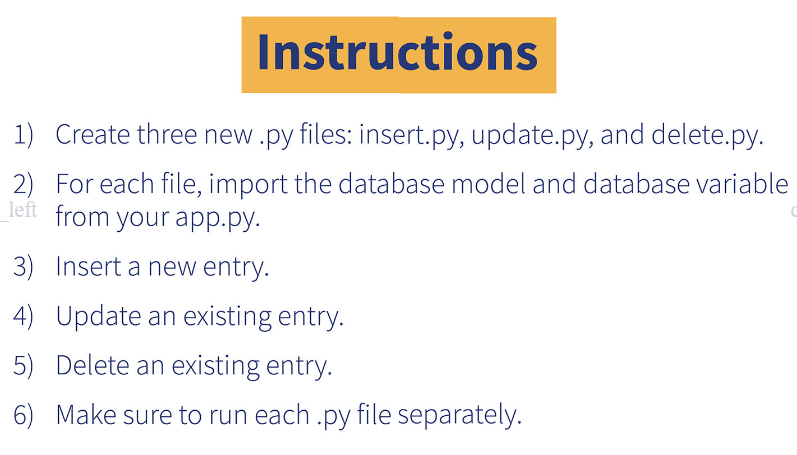 Instructions
1) Create three new .py files: insert.py, update.py, and delete.py.
2) For each file, import the database model and database variable
_left
from your app.py.
3) Insert a new entry.
4) Update an existing entry.
5) Delete an existing entry.
6) Make sure to run each .py file separately.